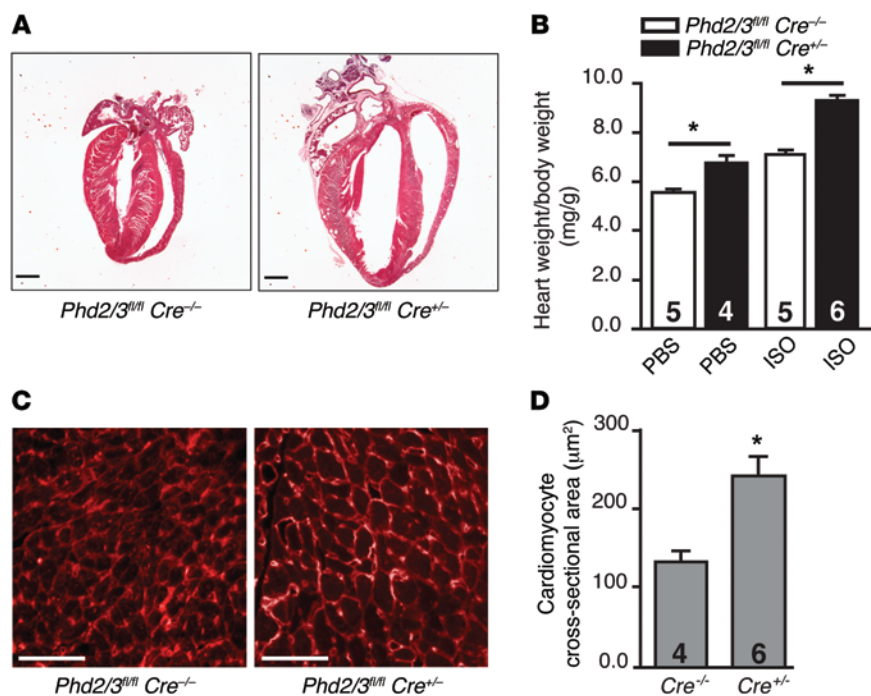 A
Phd2/3fl/fl Cre–/–
Phd2/3fl/fl Cre+/–
B
Phd2/3fl/fl Cre–/–
Phd2/3fl/fl Cre+/–
Heart weight/body weight
(mg/g)
10.0
8.0
6.0
4.0
2.0
0.0
*
*
5
4
5
6
PBS
PBS
ISO
ISO
C
Phd2/3fl/fl Cre–/–
Phd2/3fl/fl Cre+/–
D
Cardiomyocyte
cross-sectional area (μm²)
300
200
100
0.0
*
4
6
Cre-/-
Cre+/-